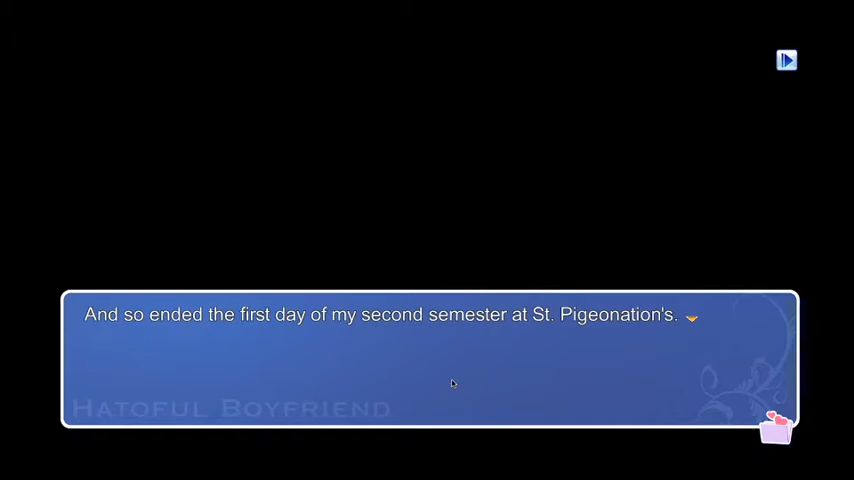 And so ended the first day of my second semester at St. Pigeonation's.
HATOFUL BOYFRIEND